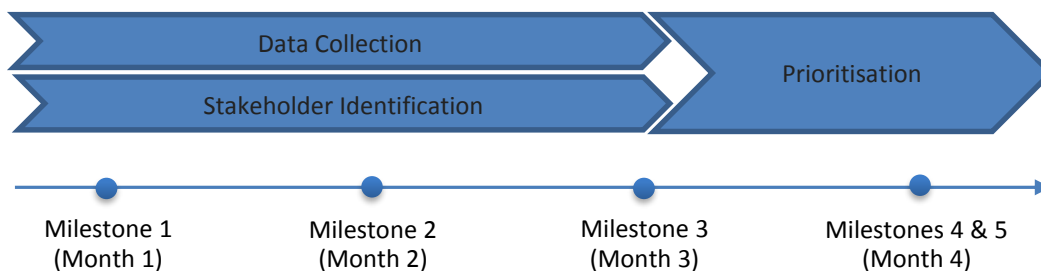 Data Collection
Prioritisation
Stakeholder Identification
Milestone 1
(Month 1)
Milestone 2
(Month 2)
Milestone 3
(Month 3)
Milestones 4 & 5
(Month 4)